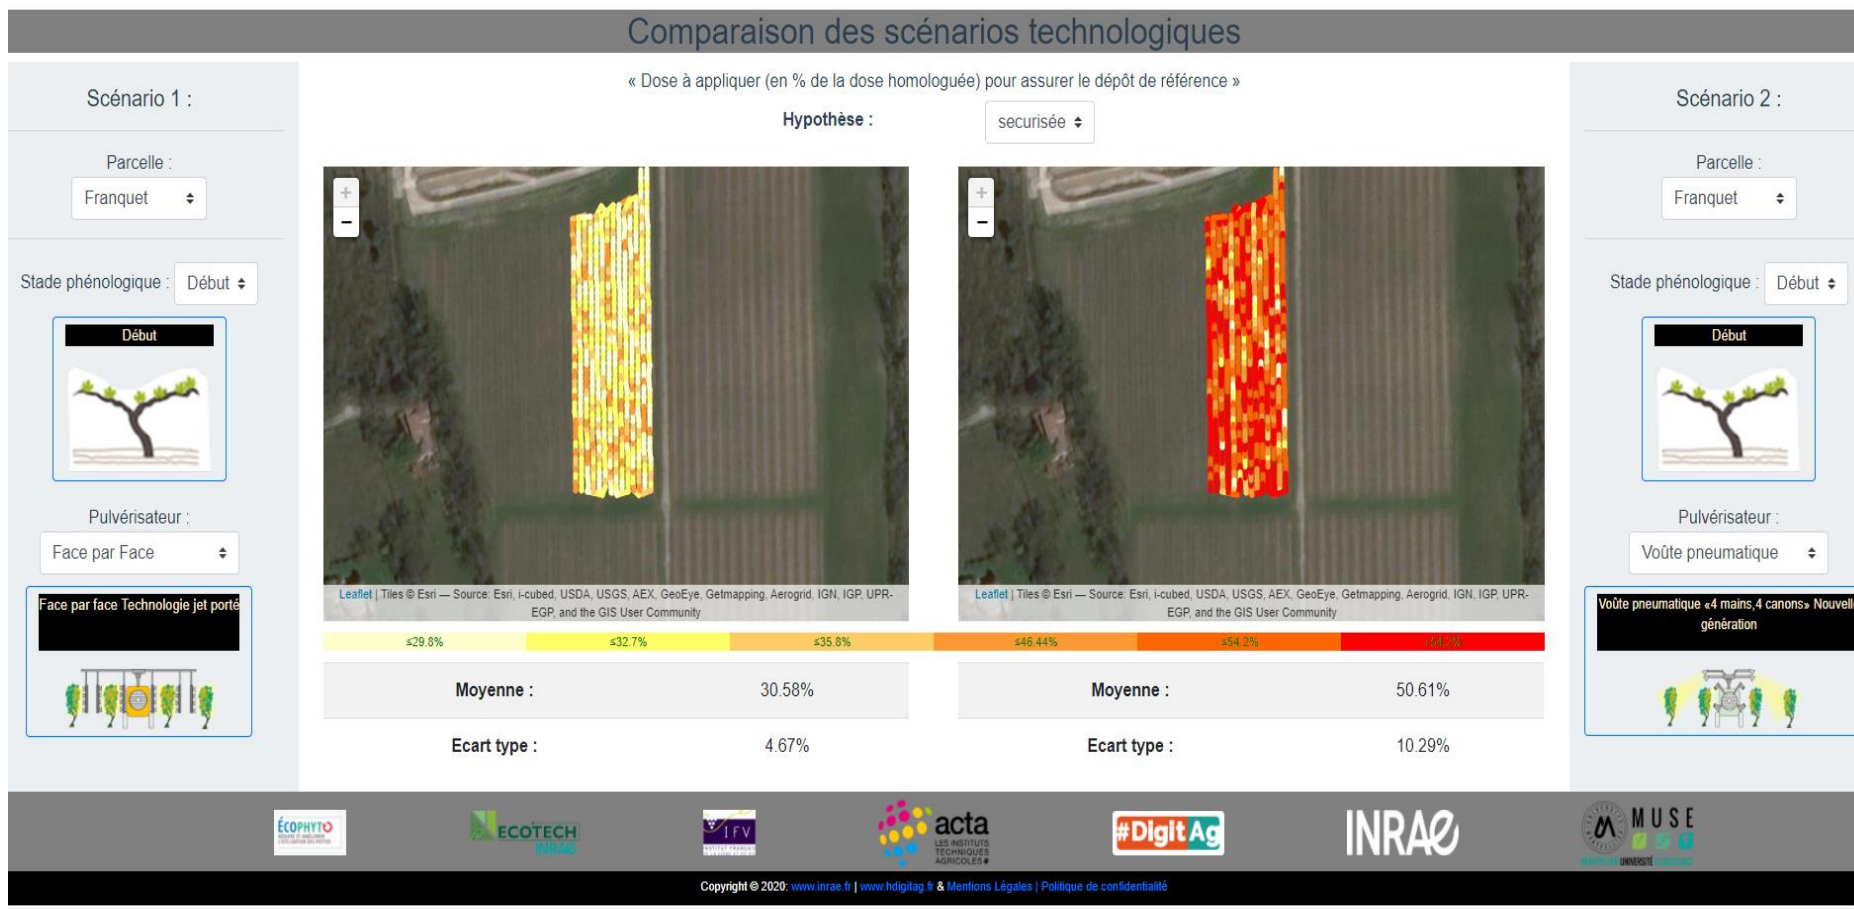 Comparaison des scénarios technologiques
Scénario 1 :
Parcelle :
Franquet
Stade phénologique : Début
Début
Pulvérisateur :
Face par Face
Face par face Technologie jet porté
« Dose à appliquer (en % de la dose homologuée) pour assurer le dépôt de référence »
Hypothèse : securisée
+
−
Leaflet | Tiles © Esri — Source: Esri, i-cubed, USDA, USGS, AEX, GeoEye, Getmapping, Aerogrid, IGN, IGP, UPR-
EGP, and the GIS User Community
+
−
Leaflet | Tiles © Esri — Source: Esri, i-cubed, USDA, USGS, AEX, GeoEye, Getmapping, Aerogrid, IGN, IGP, UPR-
EGP, and the GIS User Community
≤29.8% ≤32.7% ≤35.8% ≤46.44% ≤54.2%
Moyenne : 30.58%
Ecart type : 4.67%
Moyenne : 50.61%
Ecart type : 10.29%
Scénario 2 :
Parcelle :
Franquet
Stade phénologique : Début
Début
Pulvérisateur :
Voûte pneumatique
Voûte pneumatique «4 mains,4 canons» Nouvelle
génération
ÉCOPHYTO
ECOTECH
INRAE
IFV
INSTITUT FRANÇAIS
acta
LES INSTITUTS
TECHNIQUES
AGRICOLES
#DigitAg
INRAE
MUSE
MONTPELLIER UNIVERSITÉ
Copyright © 2020: www.inrae.fr | www.hdigitag.fr & Mentions Légales | Politique de confidentialité